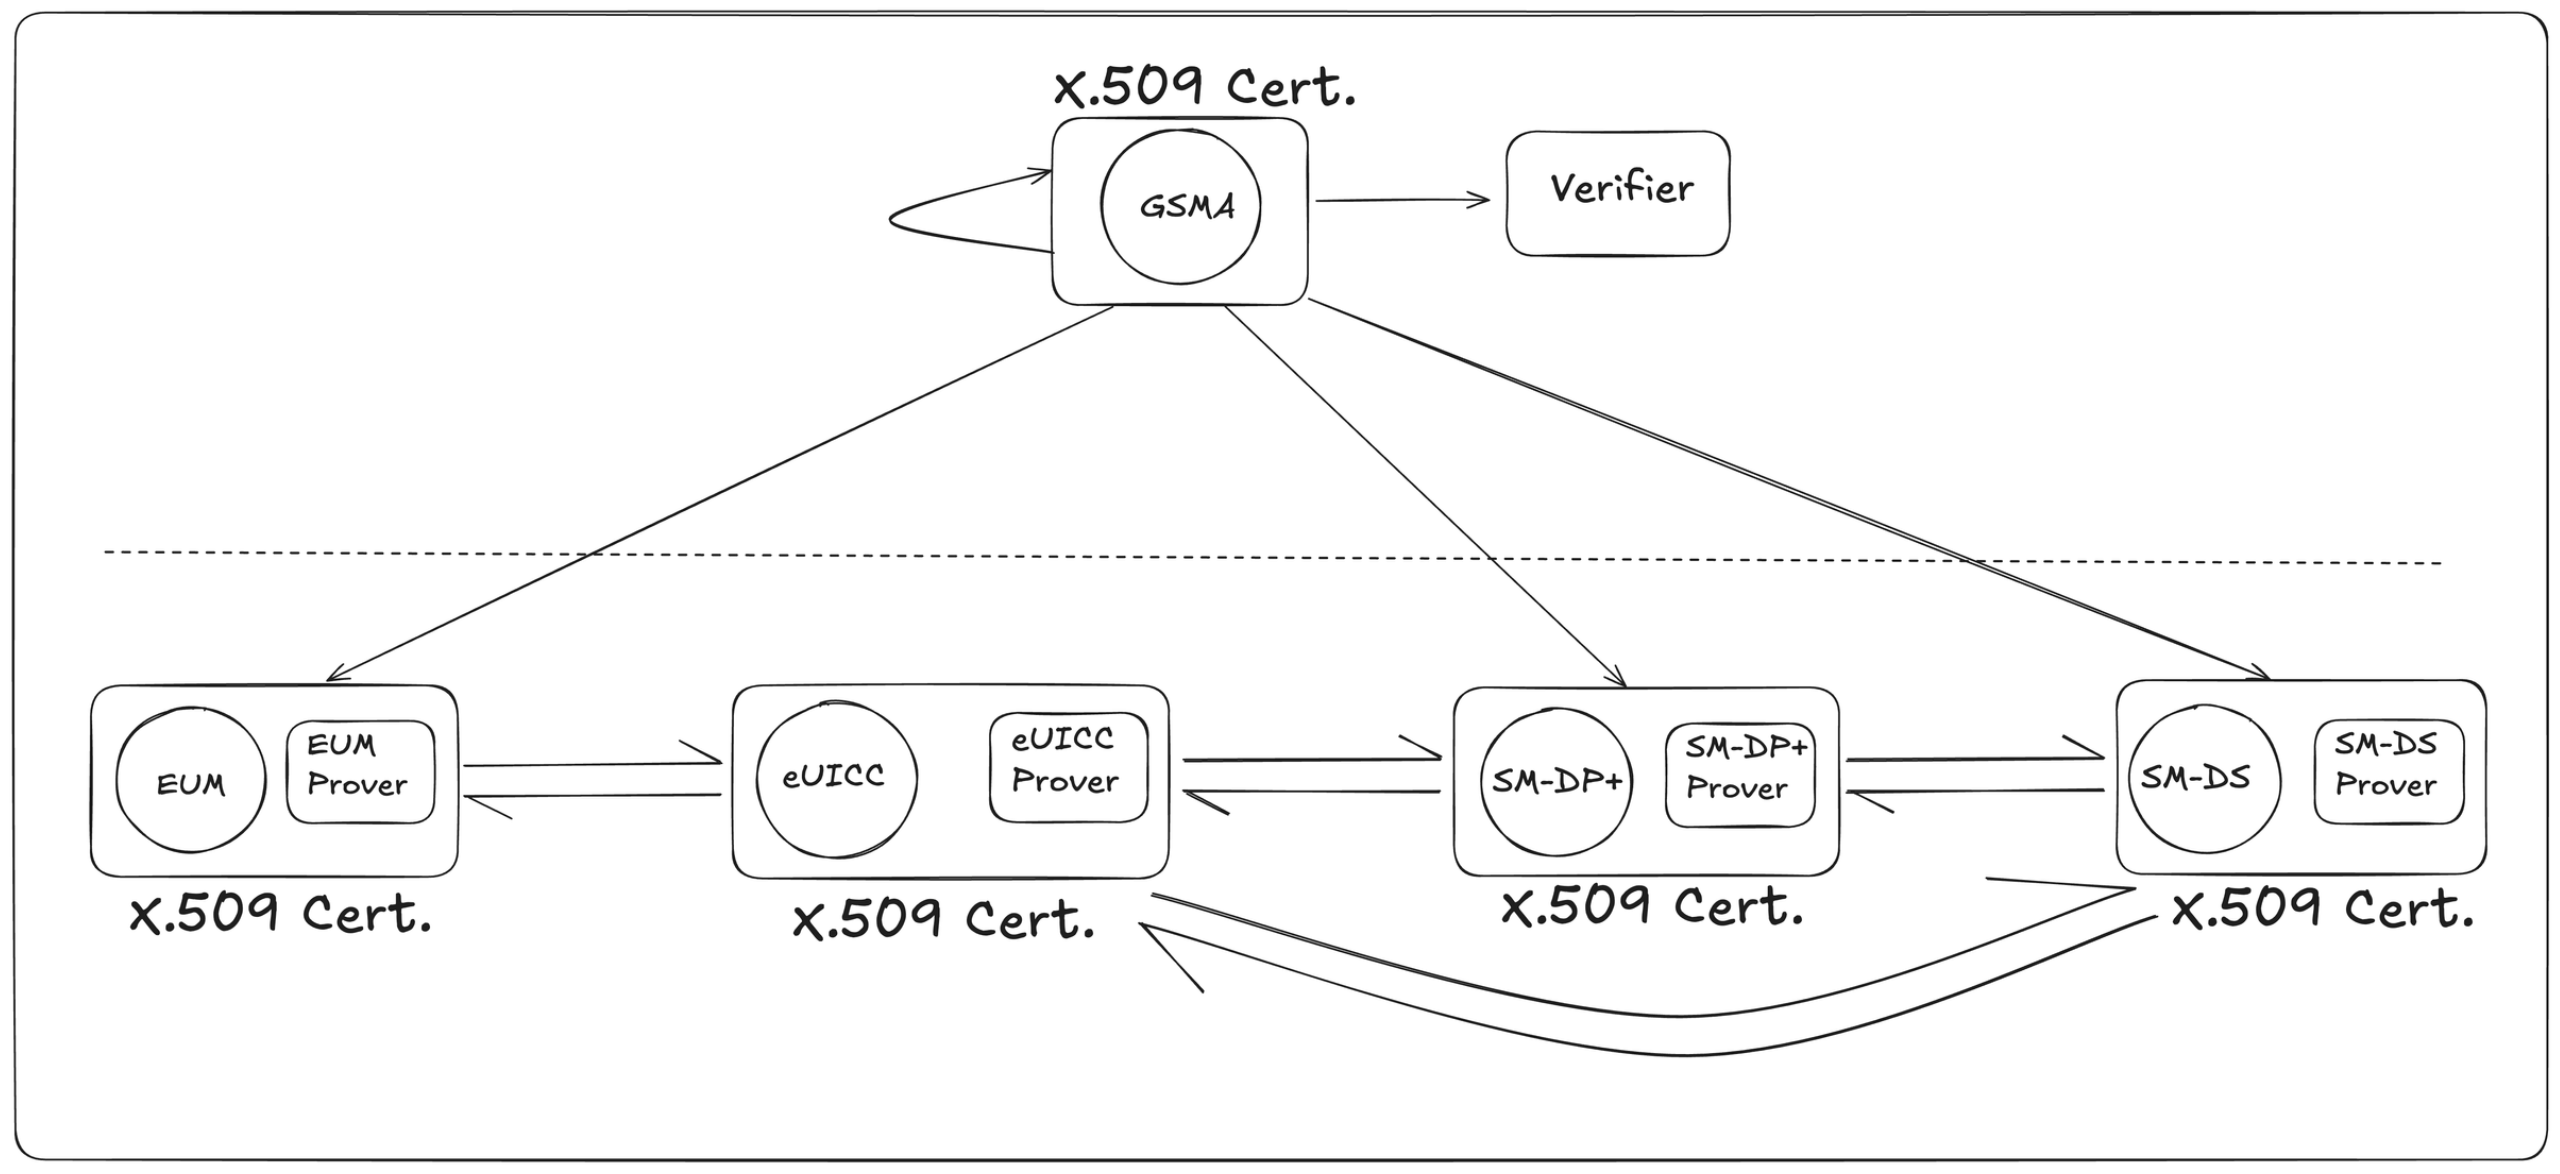 X.509 Cert.
GSMA
Verifier
EUM
EUM
Prover
eUICC
eUICC
Prover
SM-DP+
SM-DP+
Prover
SM-DS
SM-DS
Prover
X.509 Cert.
X.509 Cert.
X.509 Cert.
X.509 Cert.